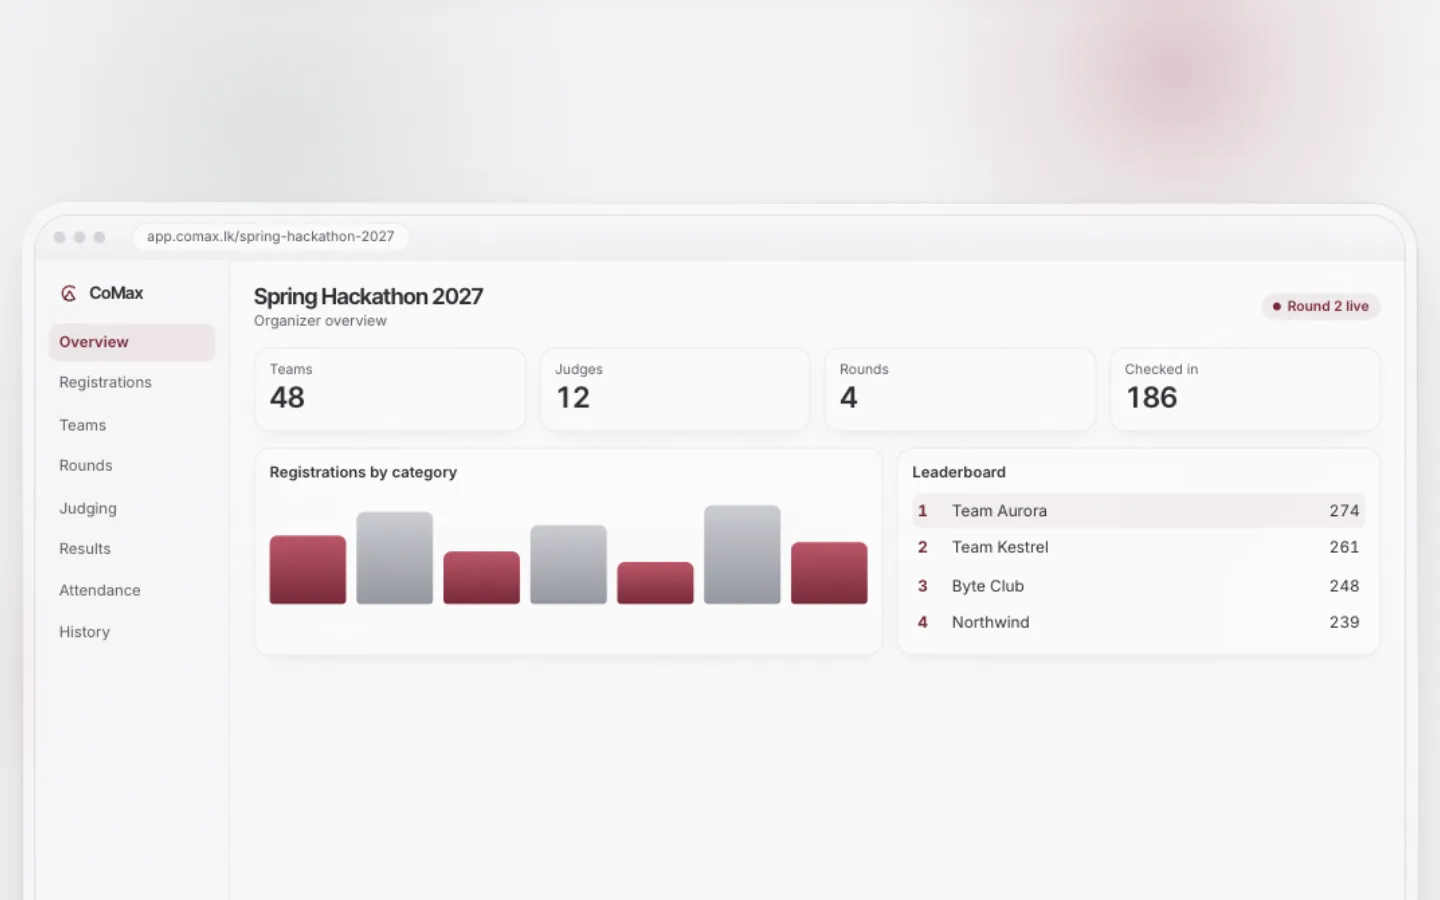 app.comax.lk/spring-hackathon-2027
CoMax
Overview
Registrations
Teams
Rounds
Judging
Results
Attendance
History
Spring Hackathon 2027
Organizer overview
Round 2 live
Teams
48
Judges
12
Rounds
4
Checked in
186
Registrations by category
Leaderboard
1 Team Aurora 274
2 Team Kestrel 261
3 Byte Club 248
4 Northwind 239